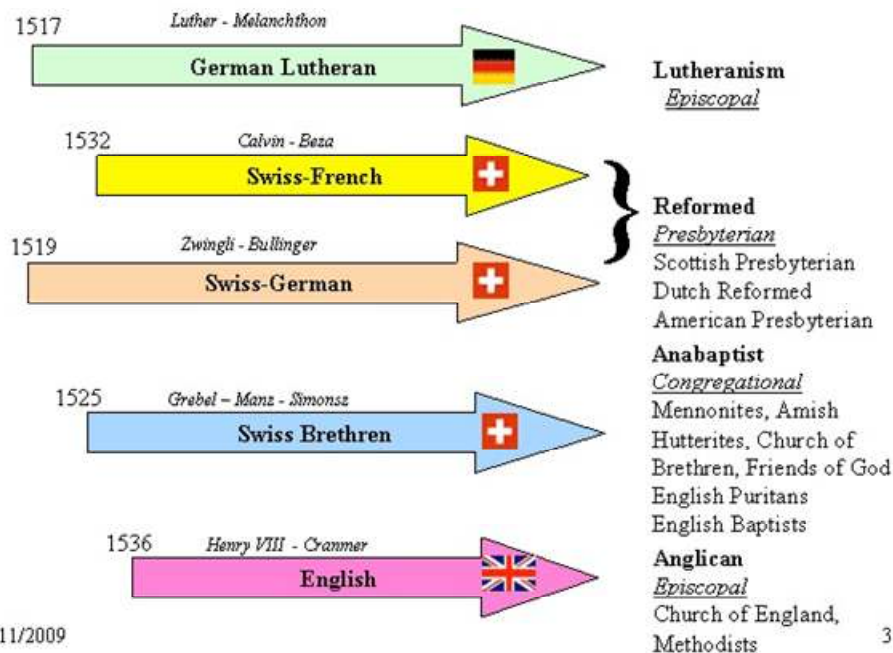 1517
Luther - Melanchthon
German Lutheran
Lutheranism
Episcopal
1532
Calvin - Beza
Swiss-French
1519
Zwingli - Bullinger
Swiss-German
Reformed
Presbyterian
Scottish Presbyterian
Dutch Reformed
American Presbyterian
1525
Grebel – Manz - Simonsz
Swiss Brethren
Anabaptist
Congregational
Mennonites, Amish
Hutterites, Church of
Brethren, Friends of God
English Puritans
English Baptists
1536
Henry VIII - Cranmer
English
Anglican
Episcopal
Church of England,
Methodists
11/2009
3